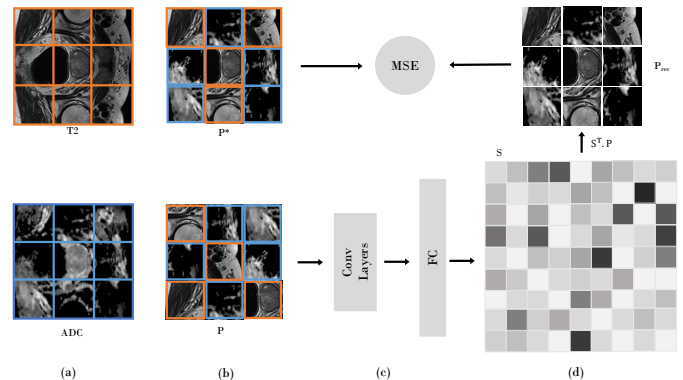 T2
P*
MSE
P_rec
S
S^T. P
Conv
Layers
FC
ADC
P
(a)
(b)
(c)
(d)